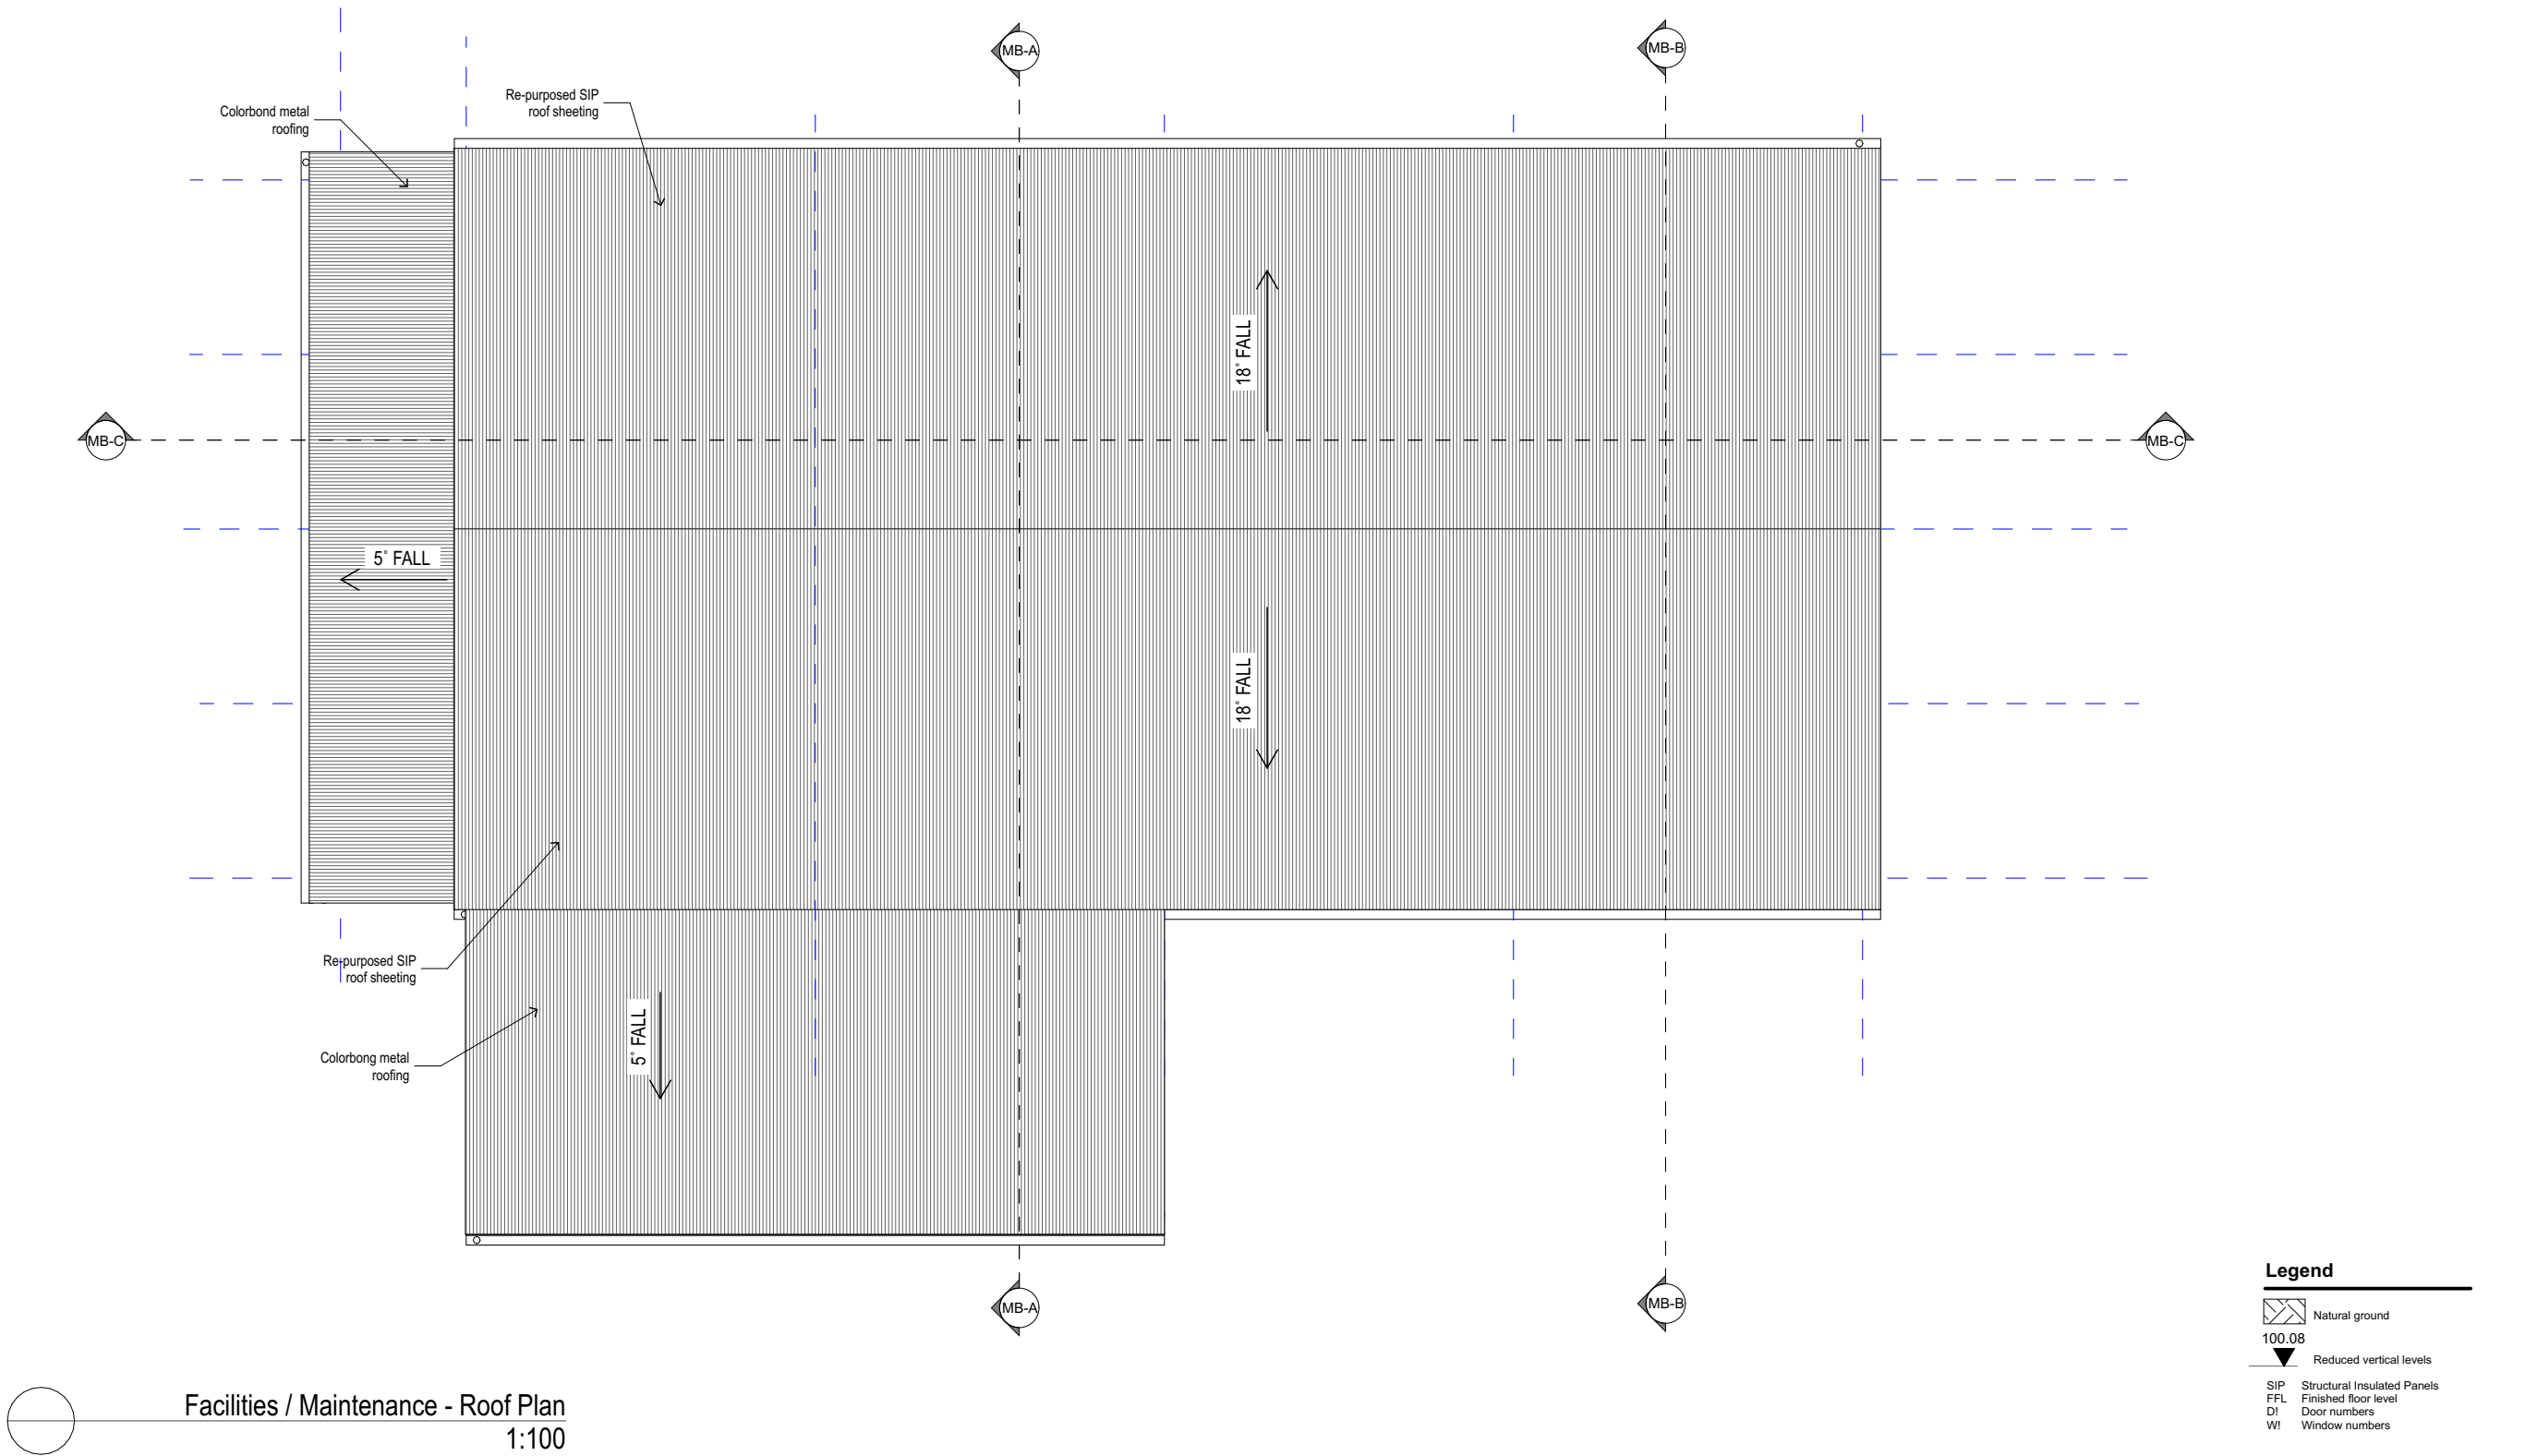 MB-A
MB-B
Re-purposed SIP
roof sheeting
Colorbond metal
roofing
18° FALL
MB-C
MB-C
5° FALL
18° FALL
Re-purposed SIP
roof sheeting
5° FALL
Colorbong metal
roofing
MB-A
MB-B
Legend
Natural ground
100.08
Reduced vertical levels
SIP Structural Insulated Panels
FFL Finished floor level
D! Door numbers
W! Window numbers
Facilities / Maintenance - Roof Plan
1:100